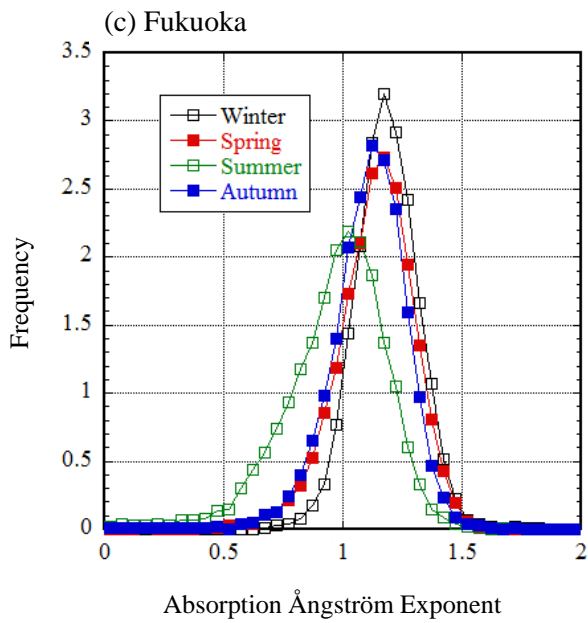 (c) Fukuoka
3.5
3
2.5
2
1.5
1
0.5
0
Frequency
Winter
Spring
Summer
Autumn
0 0.5 1 1.5 2
Absorption Ångström Exponent